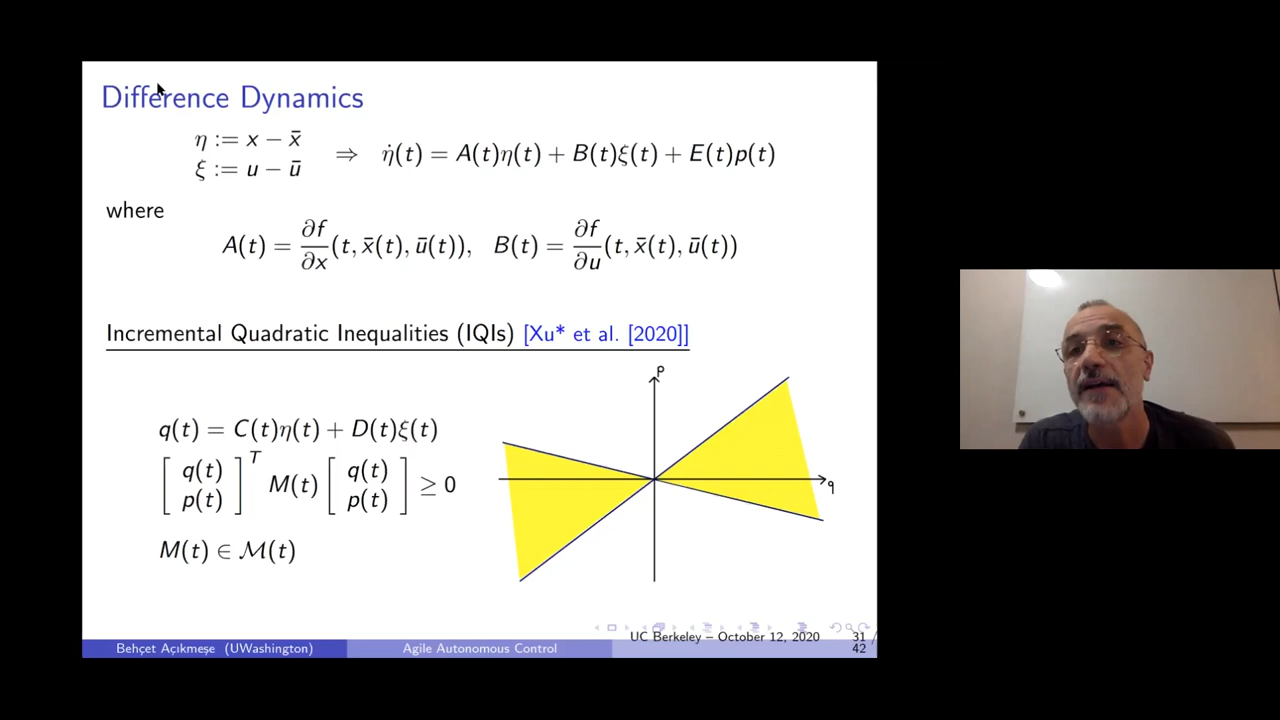 Difference Dynamics
η := x − x̄
ξ := u − ū
⇒ η̇(t) = A(t)η(t) + B(t)ξ(t) + E(t)p(t)
where
A(t) = ∂f/∂x (t, x̄(t), ū(t)), B(t) = ∂f/∂u (t, x̄(t), ū(t))
Incremental Quadratic Inequalities (IQIs) [Xu* et al. [2020]]
q(t) = C(t)η(t) + D(t)ξ(t)
[ q(t) p(t) ]ᵀ M(t) [ q(t) p(t) ] ≥ 0
M(t) ∈ ℳ(t)
p
q
UC Berkeley – October 12, 2020 31 /
Behçet Açıkmeşe (UWashington) Agile Autonomous Control 42